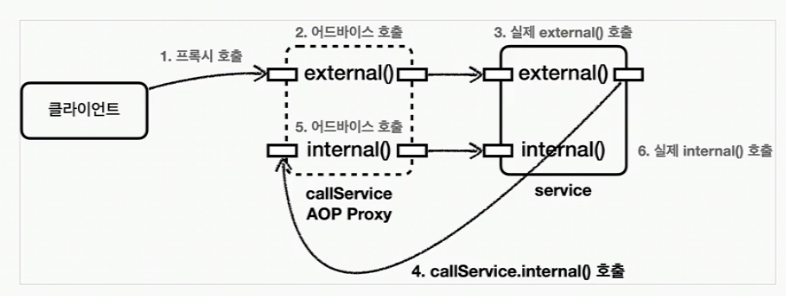 2. 어드바이스 호출
3. 실제 external() 호출
1. 프록시 호출
external()
external()
클라이언트
5. 어드바이스 호출
internal()
internal()
6. 실제 internal() 호출
callService
AOP Proxy
service
4. callService.internal() 호출